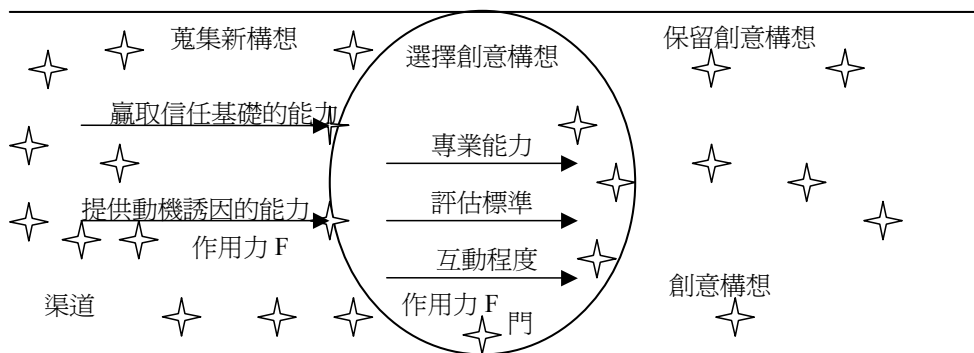 蒐集新構想
贏取信任基礎的能力
提供動機誘因的能力
作用力 F
渠道
選擇創意構想
專業能力
評估標準
互動程度
作用力 F
門
保留創意構想
創意構想